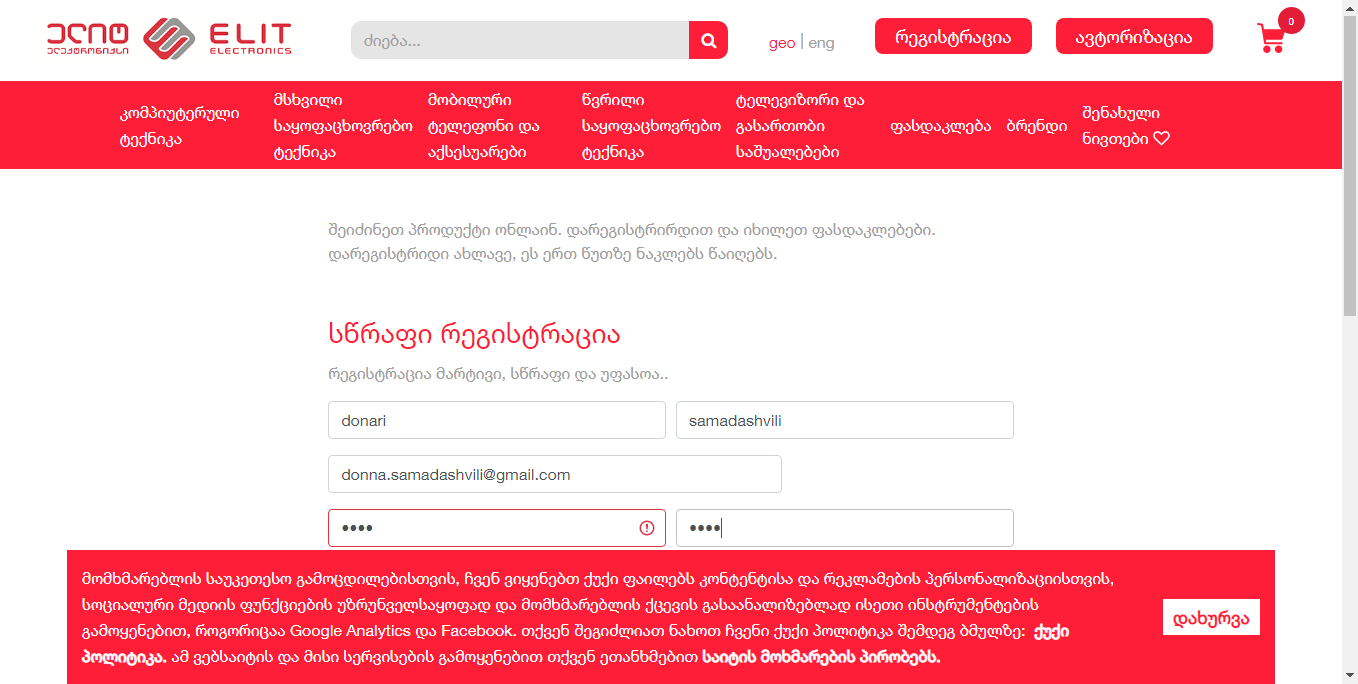 ელიტ
ელექტრონიქსი
ELIT
ELECTRONICS
ძიება...
geo | eng
რეგისტრაცია
ავტორიზაცია
0
კომპიუტერული
ტექნიკა
მსხვილი
საყოფაცხოვრებო
ტექნიკა
მობილური
ტელეფონი და
აქსესუარები
წვრილი
საყოფაცხოვრებო
ტექნიკა
ტელევიზორი და
გასართობი
საშუალებები
ფასდაკლება
ბრენდი
შენახული
ნივთები
შეიძინეთ პროდუქტი ონლაინ. დარეგისტრირდით და იხილეთ ფასდაკლებები.
დარეგისტრიდი ახლავე, ეს ერთ წუთზე ნაკლებს წაიღებს.
სწრაფი რეგისტრაცია
რეგისტრაცია მარტივი, სწრაფი და უფასოა..
donari
samadashvili
donna.samadashvili@gmail.com
••••
••••
მომხმარებლის საუკეთესო გამოცდილებისთვის, ჩვენ ვიყენებთ ქუქი ფაილებს კონტენტისა და რეკლამების პერსონალიზაციისთვის,
სოციალური მედიის ფუნქციების უზრუნველსაყოფად და მომხმარებლის ქცევის გასაანალიზებლად ისეთი ინსტრუმენტების
გამოყენებით, როგორიცაა Google Analytics და Facebook. თქვენ შეგიძლიათ ნახოთ ჩვენი ქუქი პოლიტიკა შემდეგ ბმულზე: ქუქი
პოლიტიკა. ამ ვებსაიტის და მისი სერვისების გამოყენებით თქვენ ეთანხმებით საიტის მოხმარების პირობებს.
დახურვა